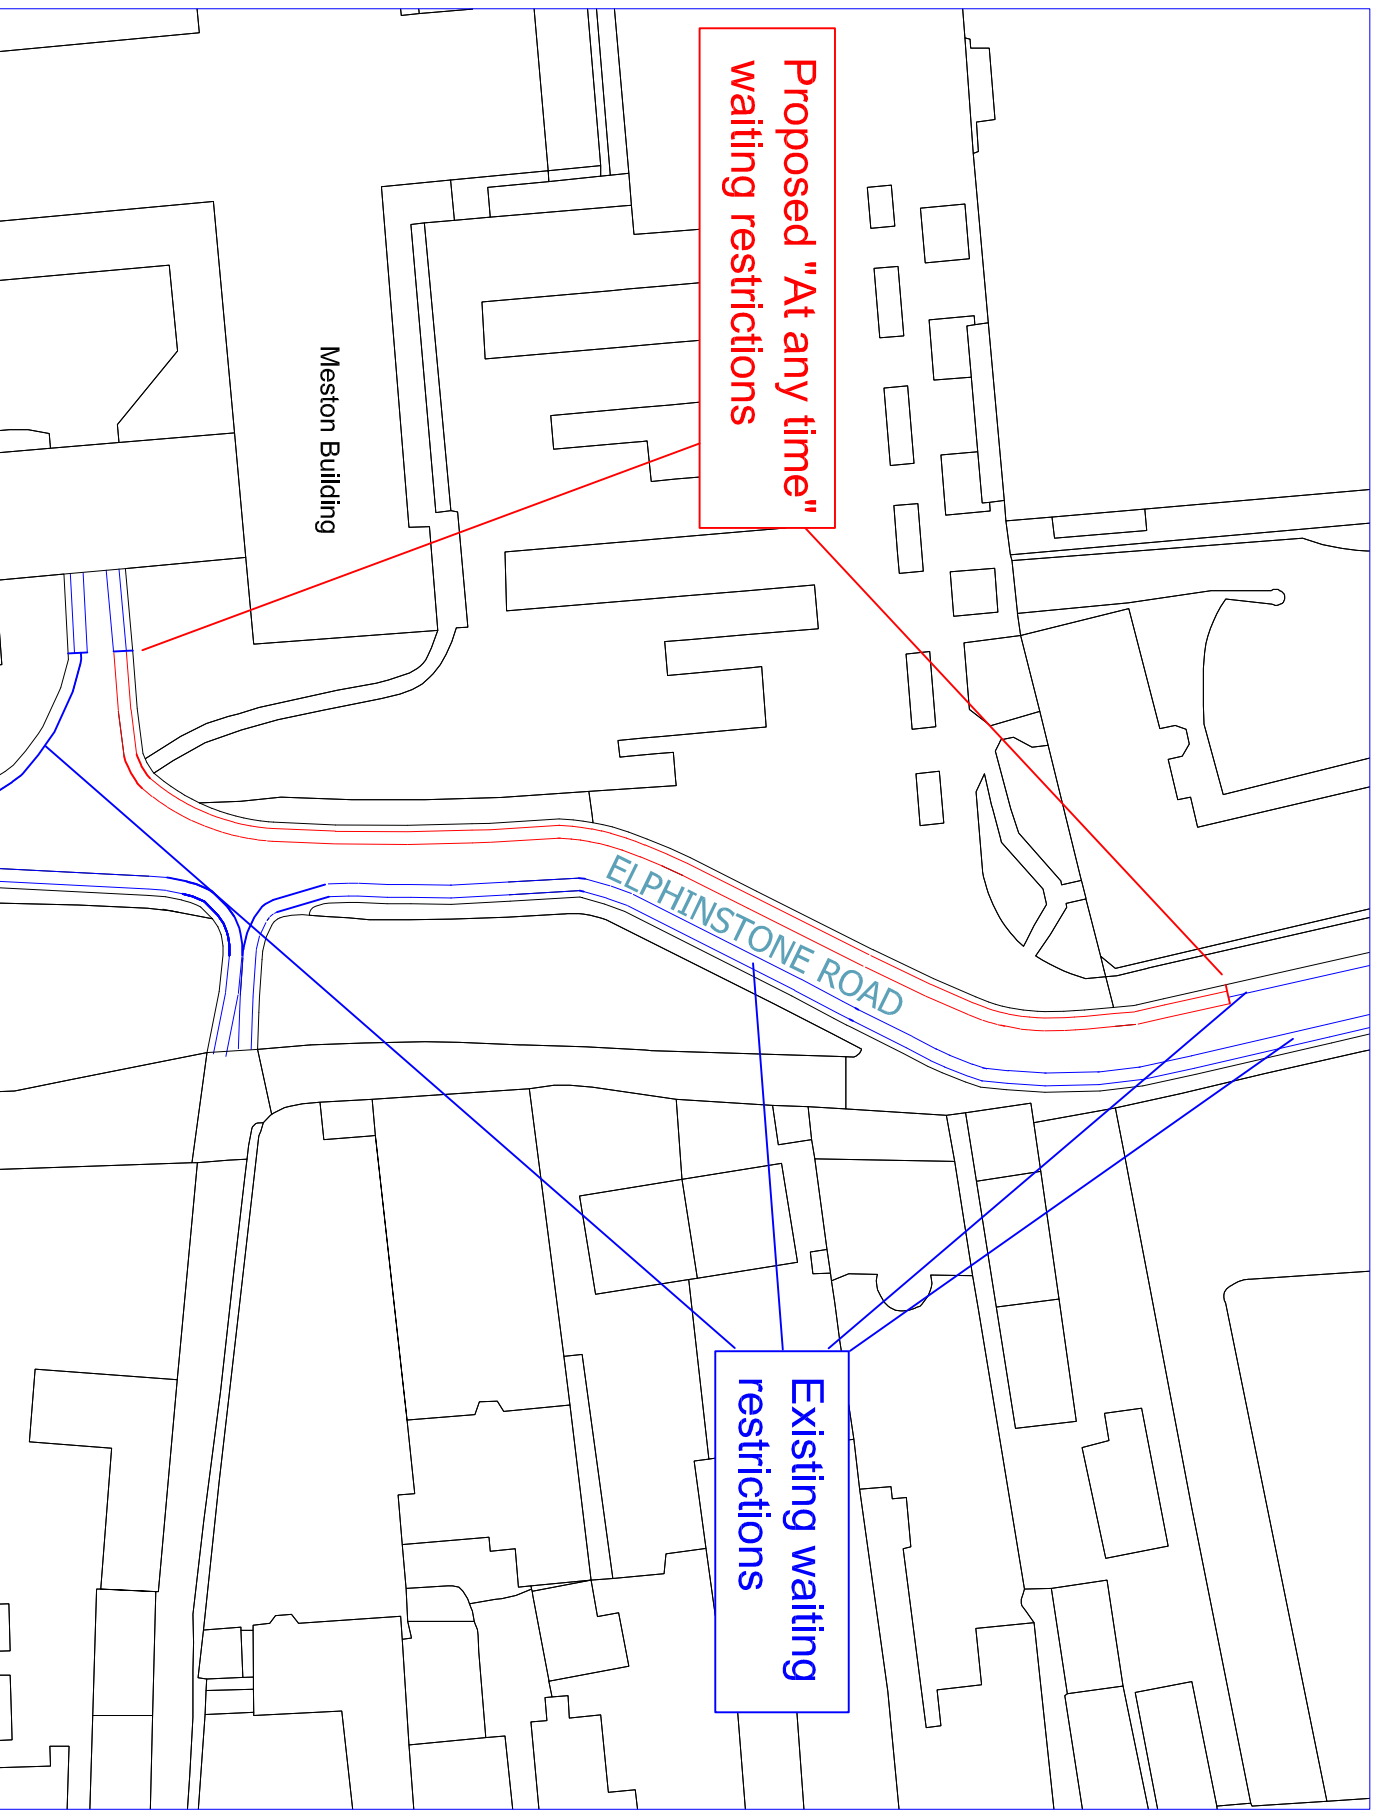 Proposed "At any time"
waiting restrictions
Meston Building
ELPHINSTONE ROAD
Existing waiting
restrictions